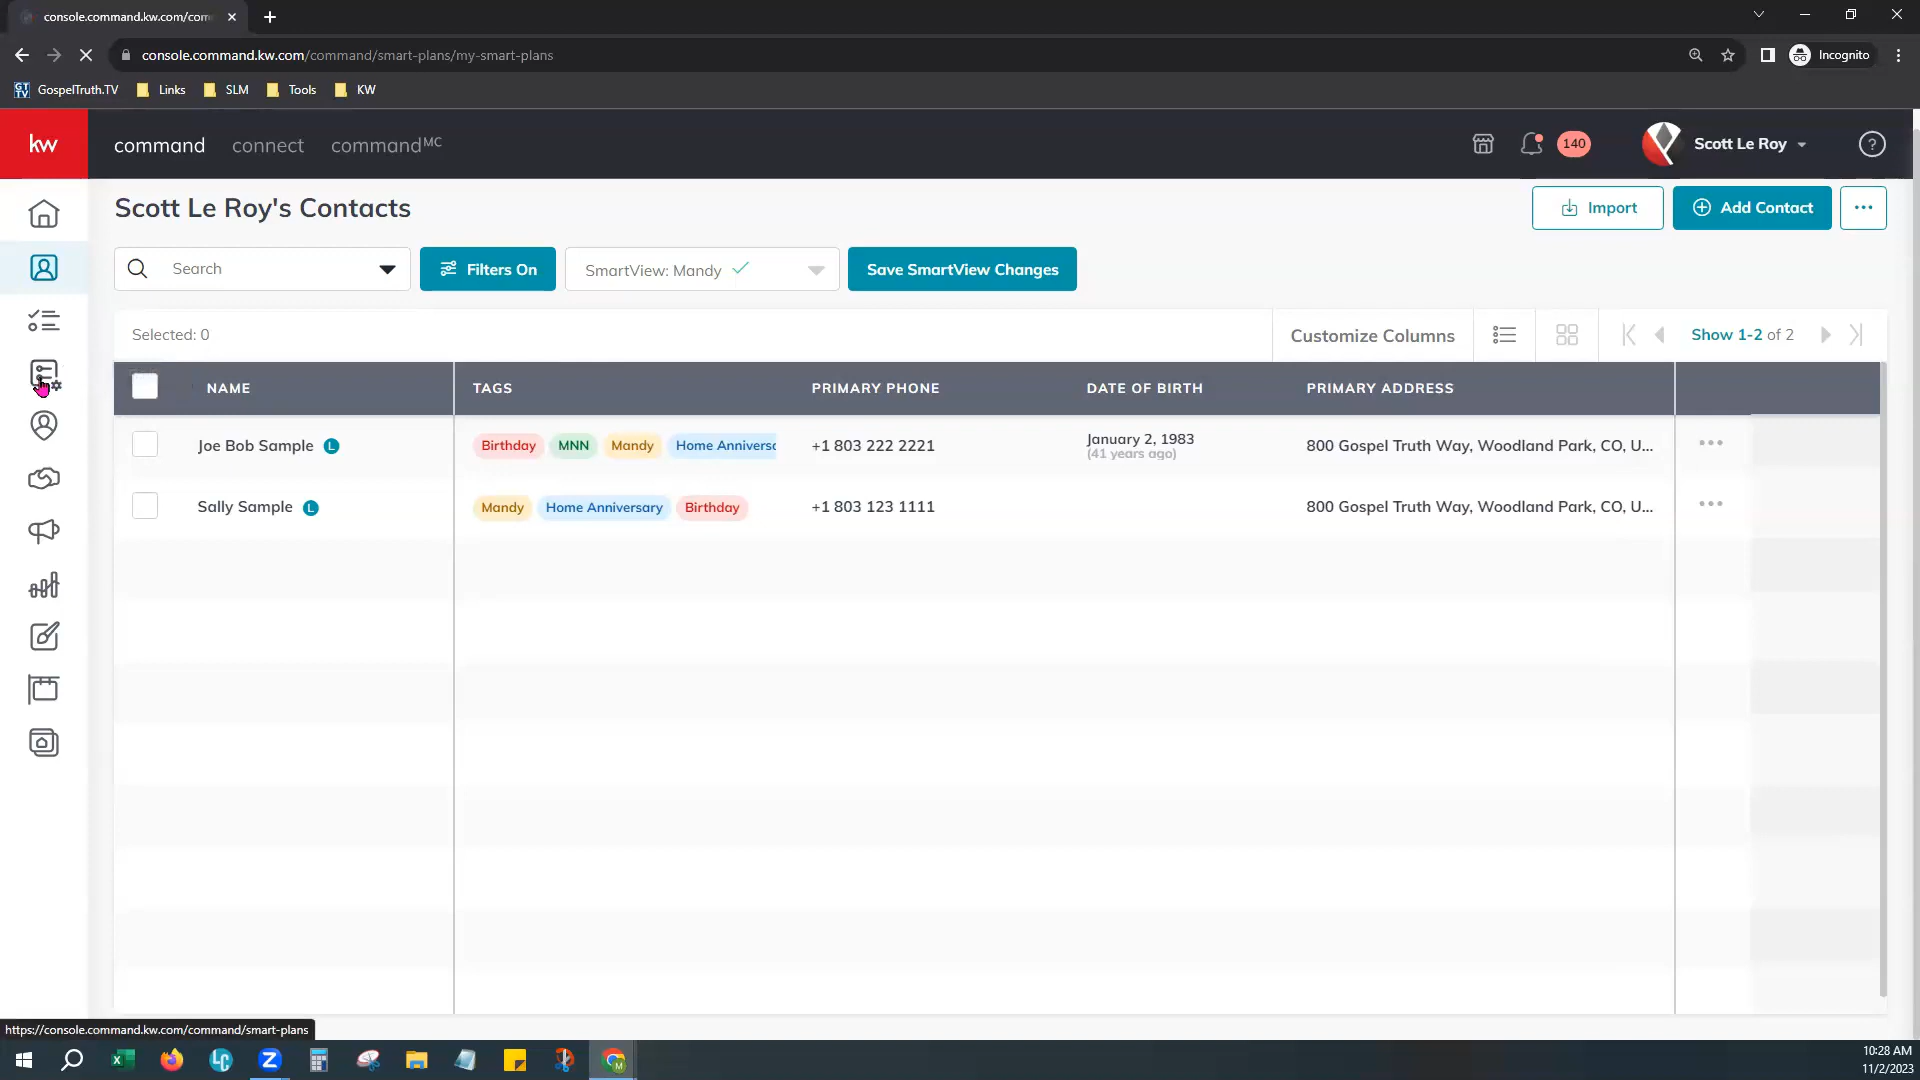 console.command.kw.com/com
console.command.kw.com/command/smart-plans/my-smart-plans
Incognito
GT TV GospelTruth.TV Links SLM Tools KW
kw command connect commandMC 140 Scott Le Roy ?
Scott Le Roy's Contacts
Import Add Contact
Search Filters On SmartView: Mandy Save SmartView Changes
Selected: 0 Customize Columns Show 1-2 of 2
NAME TAGS PRIMARY PHONE DATE OF BIRTH PRIMARY ADDRESS
Joe Bob Sample L Birthday MNN Mandy Home Anniversa +1 803 222 2221 January 2, 1983 800 Gospel Truth Way, Woodland Park, CO, U...
(41 years ago)
Sally Sample L Mandy Home Anniversary Birthday +1 803 123 1111 800 Gospel Truth Way, Woodland Park, CO, U...
https://console.command.kw.com/command/smart-plans
10:28 AM
11/2/2023